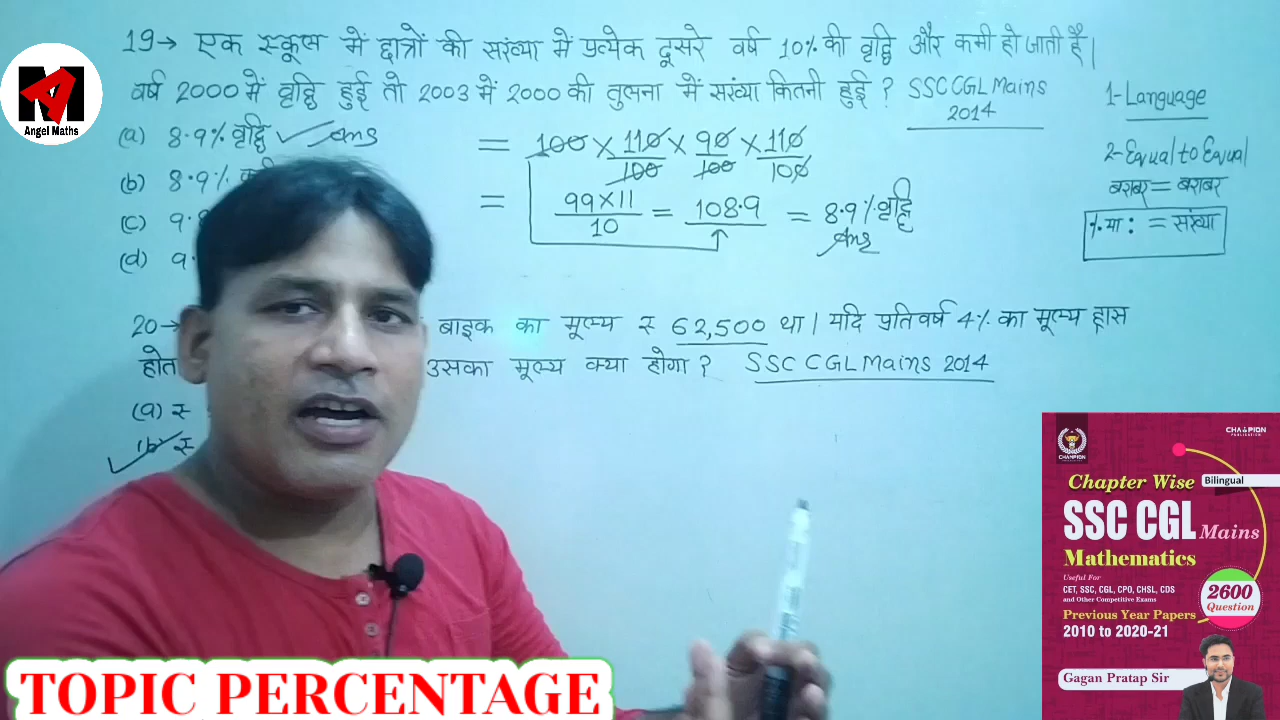 19→ एक स्कूल में छात्रों की सरंव्या में प्रत्येक दूसरे वर्ष 10% की वृद्धि और कमी हो जाती है।
वर्ष 2000 में वृद्धि हुई तो 2003 में 2000 की तुलना में सरंव्या कितनी हुई? SSC CGL Mains
2014
(a) 8.9% वृद्धि Ans
(b) 8.9%
(c) 9.
(d) 9.
= 100 × 110/100 × 90/100 × 110/100
= 99×11/10 = 108.9 = 8.9% वृद्धि
Ans
1-Language
2-Equal to Equal
बराबर = बराबर
% या : = संख्या
20→ बाइक का मूल्य रु 62,500 था। यदि प्रतिवर्ष 4% का मूल्य ह्रास
होत उसका मूल्य क्या होगा? SSC CGL Mains 2014
(a) रु
(b) रु
MA
Angel Maths
CHAMPION
CHAMPION
PUBLICATION
Chapter Wise Bilingual
SSC CGL Mains
Mathematics
Useful For
CET, SSC, CGL, CPO, CHSL, CDS
and Other Competitive Exams
2600
Question
Previous Year Papers
2010 to 2020-21
Gagan Pratap Sir
TOPIC PERCENTAGE